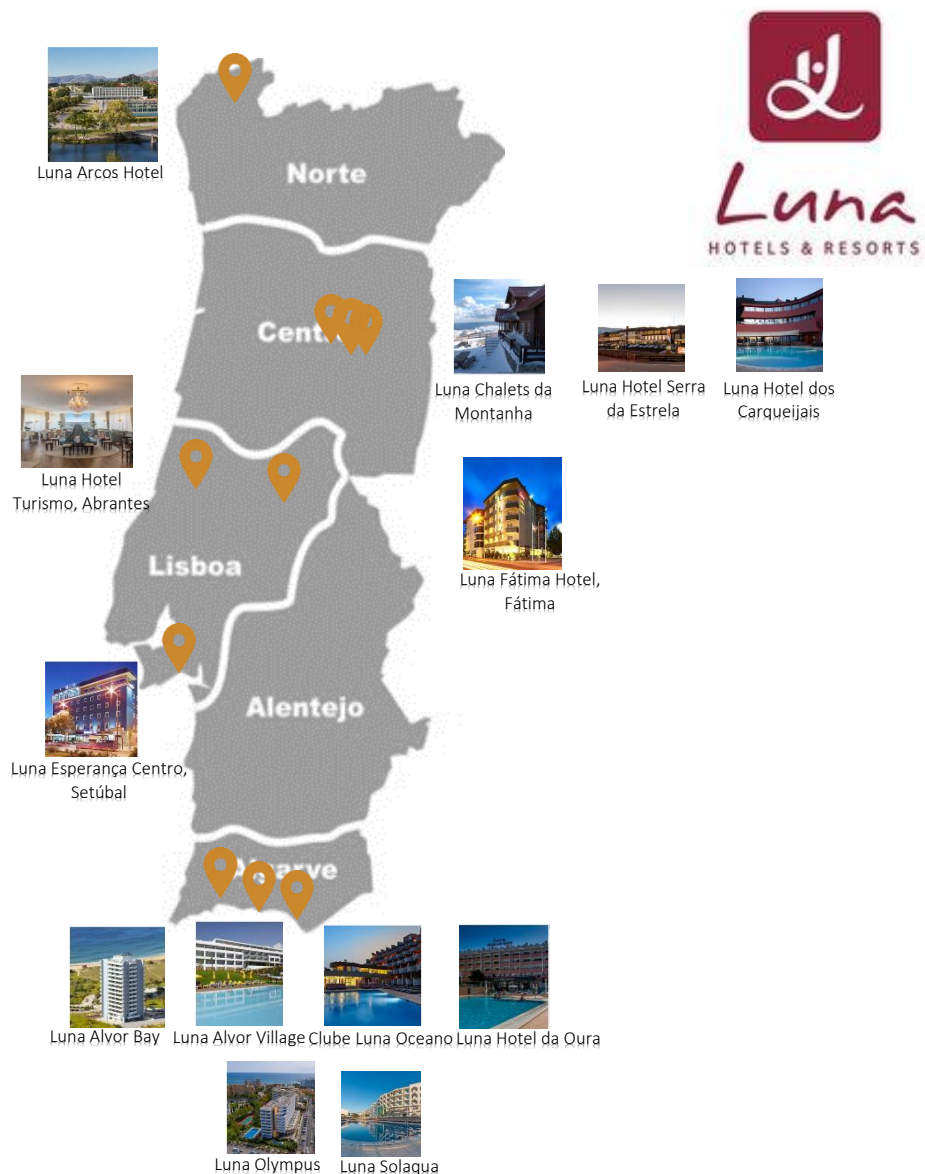 Luna
HOTELS & RESORTS
Luna Arcos Hotel
Norte
Luna Chalets da
Montanha
Luna Hotel Serra
da Estrela
Luna Hotel dos
Carqueijais
Luna Hotel
Turismo, Abrantes
Luna Fátima Hotel,
Fátima
Lisboa
Luna Esperança Centro,
Setúbal
Alentejo
Luna Alvor Bay
Luna Alvor Village
Clube Luna Oceano
Luna Hotel da Oura
Luna Olympus
Luna Solaqua